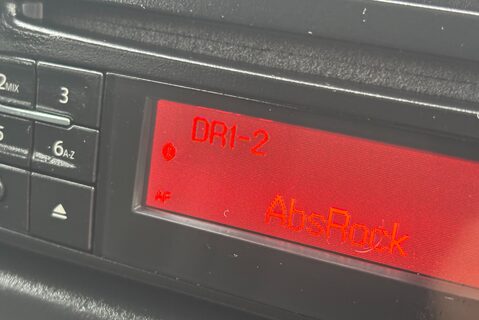 2MIX
3
5
6A-Z
DR1-2
AF
AbsRock